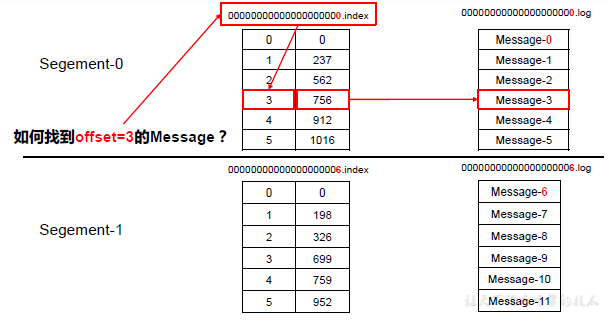 00000000000000000000.index
00000000000000000000.log
Segement-0
0 0
1 237
2 562
3 756
4 912
5 1016
Message-0
Message-1
Message-2
Message-3
Message-4
Message-5
如何找到offset=3的Message？
00000000000000000006.index
00000000000000000006.log
Segement-1
0 0
1 198
2 326
3 699
4 759
5 952
Message-6
Message-7
Message-8
Message-9
Message-10
Message-11